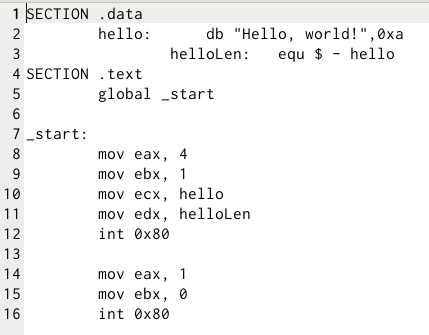 1 SECTION .data
2 hello: db "Hello, world!",0xa
3 helloLen: equ $ - hello
4 SECTION .text
5 global _start
6
7 _start:
8 mov eax, 4
9 mov ebx, 1
10 mov ecx, hello
11 mov edx, helloLen
12 int 0x80
13
14 mov eax, 1
15 mov ebx, 0
16 int 0x80